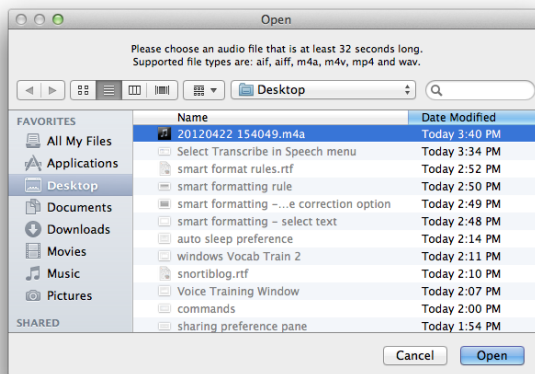 Open
Please choose an audio file that is at least 32 seconds long.
Supported file types are: aif, aiff, m4a, m4v, mp4 and wav.
Desktop
FAVORITES
All My Files
Applications
Desktop
Documents
Downloads
Movies
Music
Pictures
SHARED
Name Date Modified
20120422 154049.m4a Today 3:40 PM
Select Transcribe in Speech menu Today 3:34 PM
smart format rules.rtf Today 2:52 PM
smart formatting rule Today 2:50 PM
smart formatting -...e correction option Today 2:49 PM
smart formatting - select text Today 2:48 PM
auto sleep preference Today 2:14 PM
windows Vocab Train 2 Today 2:11 PM
snortiblog.rtf Today 2:10 PM
Voice Training Window Today 2:07 PM
commands Today 2:00 PM
sharing preference pane Today 1:54 PM
Cancel Open